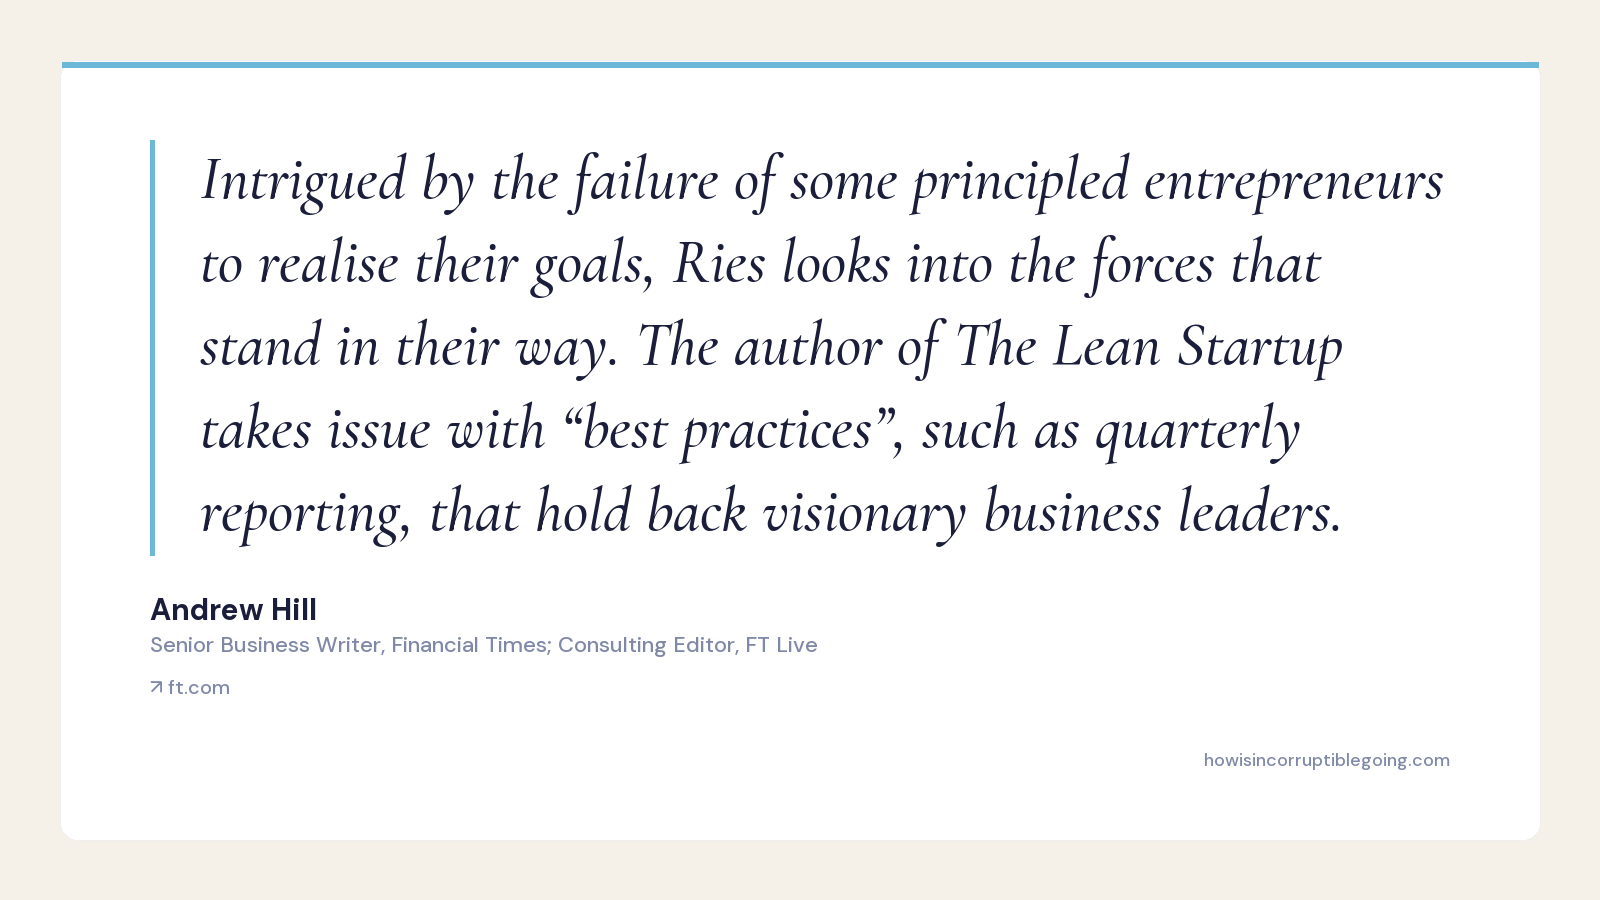 Intrigued by the failure of some principled entrepreneurs
to realise their goals, Ries looks into the forces that
stand in their way. The author of The Lean Startup
takes issue with “best practices”, such as quarterly
reporting, that hold back visionary business leaders.
Andrew Hill
Senior Business Writer, Financial Times; Consulting Editor, FT Live
ft.com
howisincorruptiblegoing.com